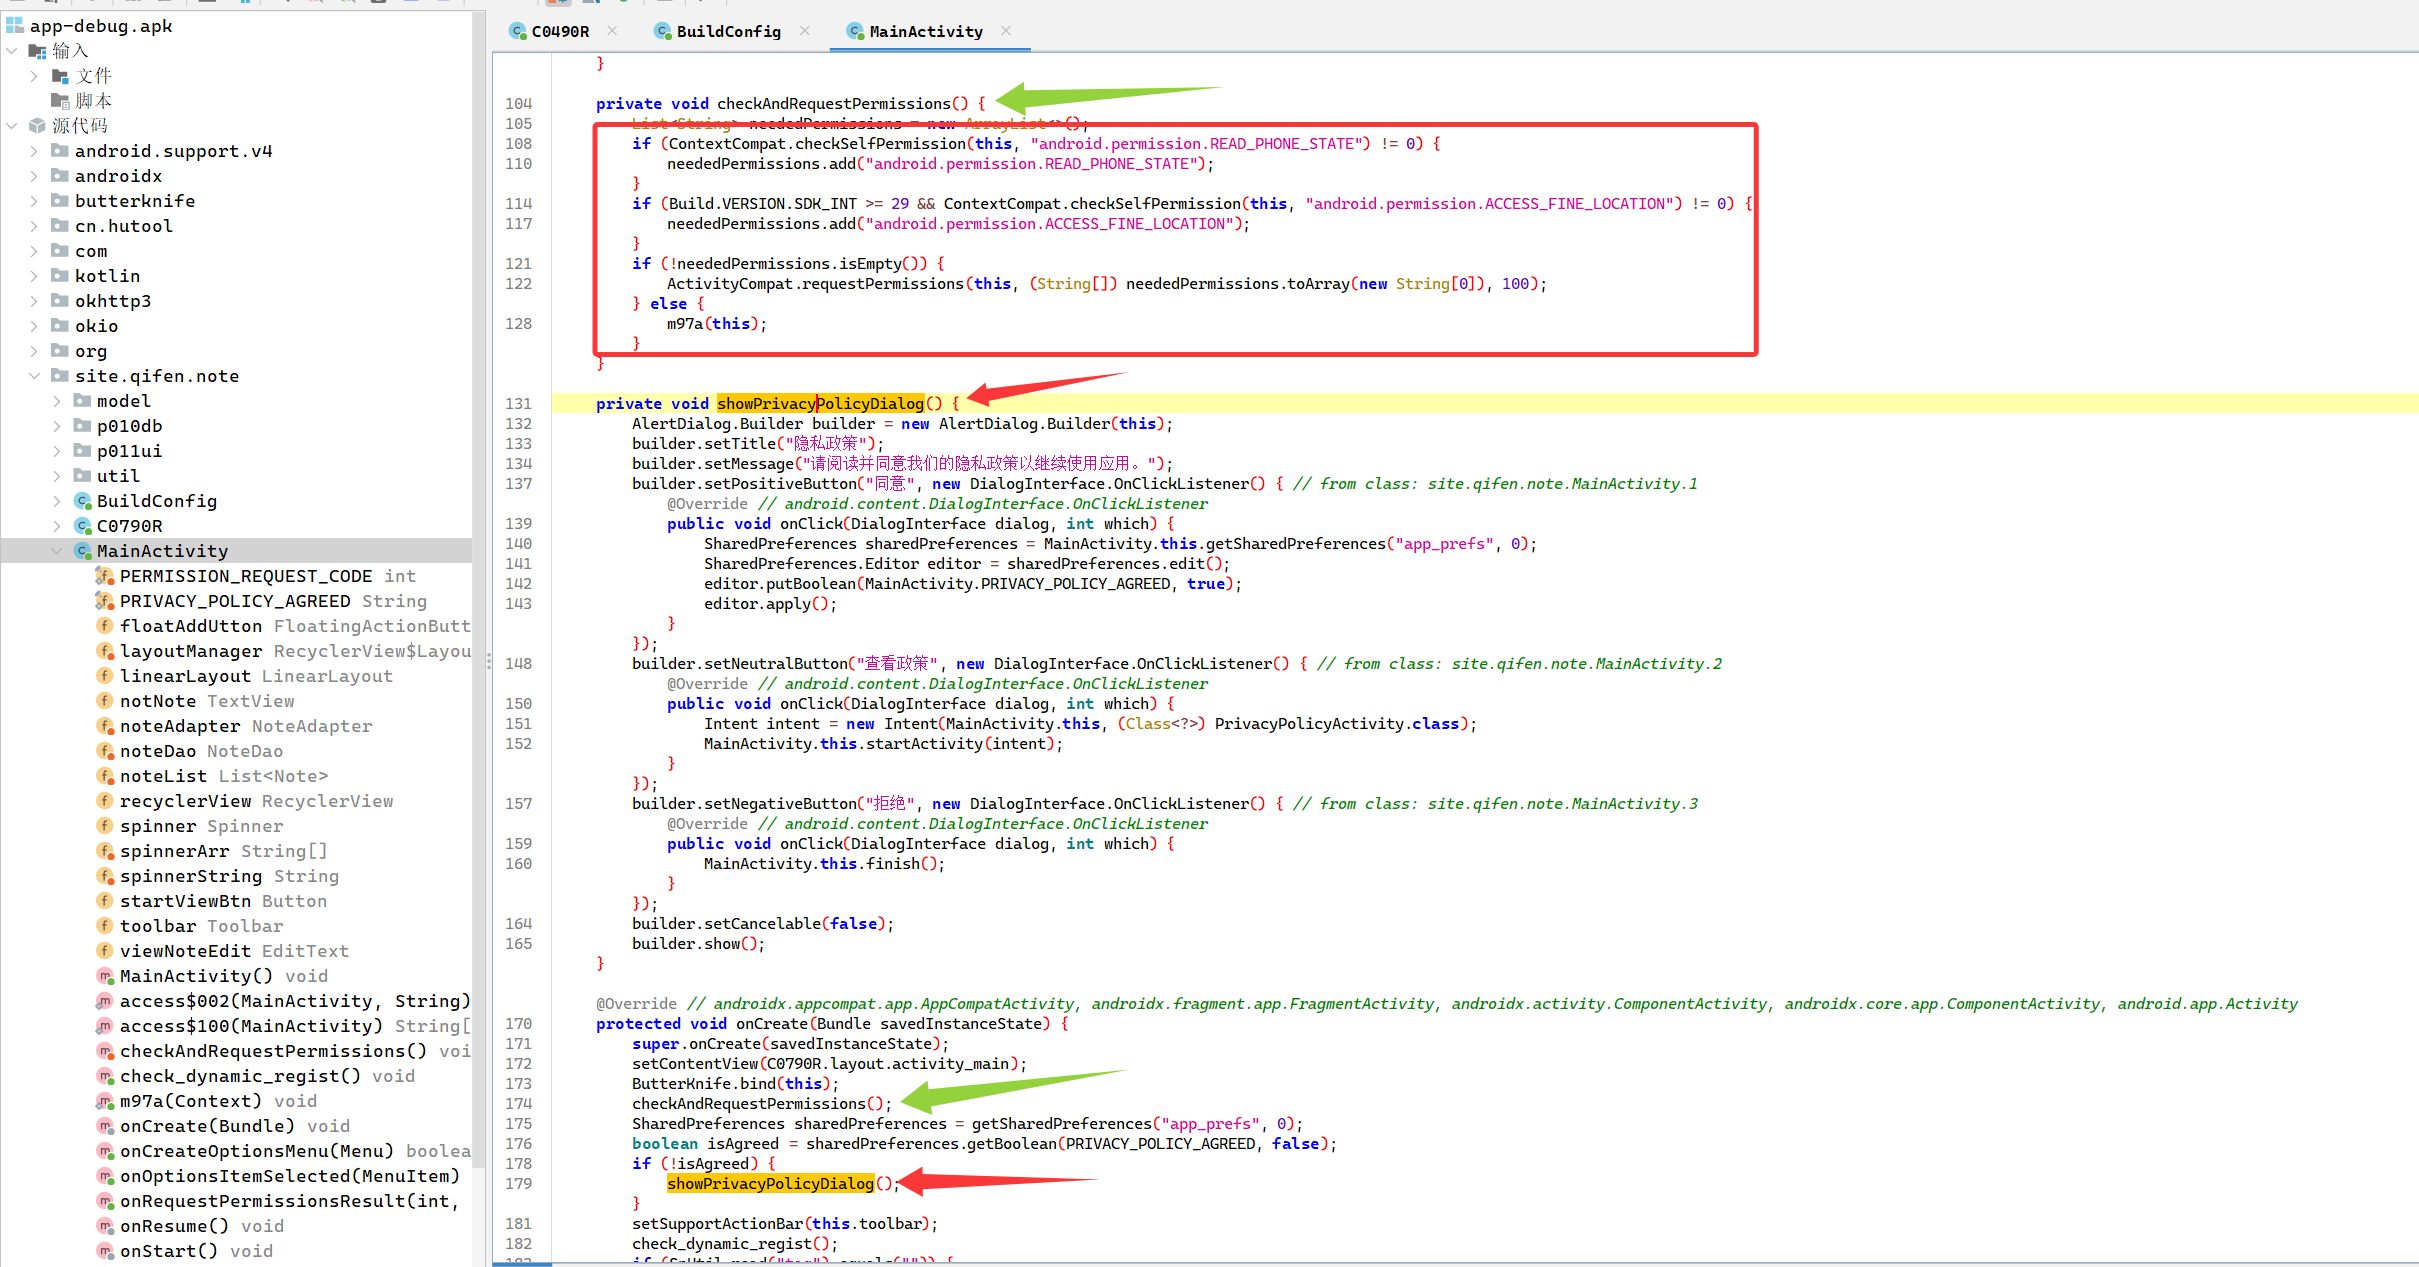 app-debug.apk
输入
文件
脚本
源代码
android.support.v4
androidx
butterknife
cn.hutool
com
kotlin
okhttp3
okio
org
site.qifen.note
model
p010db
p011ui
util
BuildConfig
C0790R
MainActivity
PERMISSION_REQUEST_CODE int
PRIVACY_POLICY_AGREED String
floatAddUtton FloatingActionButt
layoutManager RecyclerView$Layou
linearLayout LinearLayout
notNote TextView
noteAdapter NoteAdapter
noteDao NoteDao
noteList List<Note>
recyclerView RecyclerView
spinner Spinner
spinnerArr String[]
spinnerString String
startViewBtn Button
toolbar Toolbar
viewNoteEdit EditText
MainActivity() void
access$002(MainActivity, String)
access$100(MainActivity) String[
checkAndRequestPermissions() voi
check_dynamic_regist() void
m97a(Context) void
onCreate(Bundle) void
onCreateOptionsMenu(Menu) boolea
onOptionsItemSelected(MenuItem)
onRequestPermissionsResult(int,
onResume() void
onStart() void
C0490R
BuildConfig
MainActivity
}
104 private void checkAndRequestPermissions() {
105 List<String> neededPermissions = new ArrayList<>();
108 if (ContextCompat.checkSelfPermission(this, "android.permission.READ_PHONE_STATE") != 0) {
110 neededPermissions.add("android.permission.READ_PHONE_STATE");
}
114 if (Build.VERSION.SDK_INT >= 29 && ContextCompat.checkSelfPermission(this, "android.permission.ACCESS_FINE_LOCATION") != 0) {
117 neededPermissions.add("android.permission.ACCESS_FINE_LOCATION");
}
121 if (!neededPermissions.isEmpty()) {
122 ActivityCompat.requestPermissions(this, (String[]) neededPermissions.toArray(new String[0]), 100);
} else {
128 m97a(this);
}
}
131 private void showPrivacyPolicyDialog() {
132 AlertDialog.Builder builder = new AlertDialog.Builder(this);
133 builder.setTitle("隐私政策");
134 builder.setMessage("请阅读并同意我们的隐私政策以继续使用应用。");
137 builder.setPositiveButton("同意", new DialogInterface.OnClickListener() { // from class: site.qifen.note.MainActivity.1
@Override // android.content.DialogInterface.OnClickListener
139 public void onClick(DialogInterface dialog, int which) {
140 SharedPreferences sharedPreferences = MainActivity.this.getSharedPreferences("app_prefs", 0);
141 SharedPreferences.Editor editor = sharedPreferences.edit();
142 editor.putBoolean(MainActivity.PRIVACY_POLICY_AGREED, true);
143 editor.apply();
}
});
148 builder.setNeutralButton("查看政策", new DialogInterface.OnClickListener() { // from class: site.qifen.note.MainActivity.2
@Override // android.content.DialogInterface.OnClickListener
150 public void onClick(DialogInterface dialog, int which) {
151 Intent intent = new Intent(MainActivity.this, (Class<?>) PrivacyPolicyActivity.class);
152 MainActivity.this.startActivity(intent);
}
});
157 builder.setNegativeButton("拒绝", new DialogInterface.OnClickListener() { // from class: site.qifen.note.MainActivity.3
@Override // android.content.DialogInterface.OnClickListener
159 public void onClick(DialogInterface dialog, int which) {
160 MainActivity.this.finish();
}
});
164 builder.setCancelable(false);
165 builder.show();
}
@Override // androidx.appcompat.app.AppCompatActivity, androidx.fragment.app.FragmentActivity, androidx.activity.ComponentActivity, androidx.core.app.ComponentActivity, android.app.Activity
170 protected void onCreate(Bundle savedInstanceState) {
171 super.onCreate(savedInstanceState);
172 setContentView(C0790R.layout.activity_main);
173 ButterKnife.bind(this);
174 checkAndRequestPermissions();
175 SharedPreferences sharedPreferences = getSharedPreferences("app_prefs", 0);
176 boolean isAgreed = sharedPreferences.getBoolean(PRIVACY_POLICY_AGREED, false);
178 if (!isAgreed) {
179 showPrivacyPolicyDialog();
}
181 setSupportActionBar(this.toolbar);
182 check_dynamic_regist();